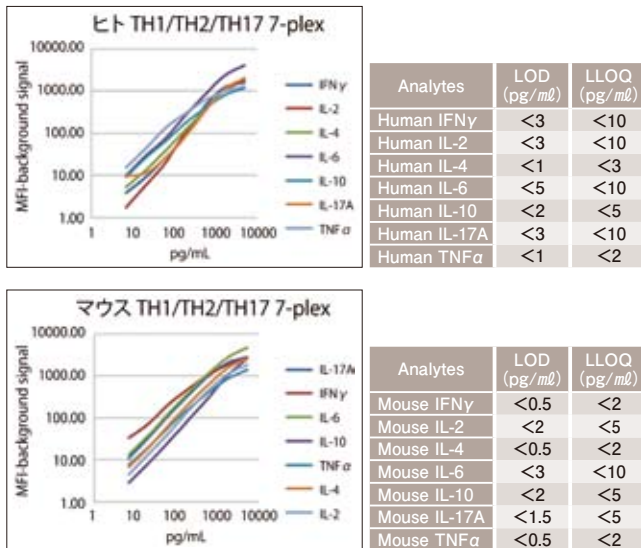 ヒト TH1/TH2/TH17 7-plex
MFI-background signal
10000.00
1000.00
100.00
10.00
1.00
1 10 100 1000 10000
pg/mL
IFNγ
IL-2
IL-4
IL-6
IL-10
IL-17A
TNFα
Analytes LOD (pg/mℓ) LLOQ (pg/mℓ)
Human IFNγ <3 <10
Human IL-2 <3 <10
Human IL-4 <1 <3
Human IL-6 <5 <10
Human IL-10 <2 <5
Human IL-17A <3 <10
Human TNFα <1 <2
マウス TH1/TH2/TH17 7-plex
MFI-background signal
10000.00
1000.00
100.00
10.00
1.00
1 10 100 1000 10000
pg/mL
IL-17A
IFNγ
IL-6
IL-10
TNFα
IL-4
IL-2
Analytes LOD (pg/mℓ) LLOQ (pg/mℓ)
Mouse IFNγ <0.5 <2
Mouse IL-2 <2 <5
Mouse IL-4 <0.5 <2
Mouse IL-6 <3 <10
Mouse IL-10 <2 <5
Mouse IL-17A <1.5 <5
Mouse TNFα <0.5 <2